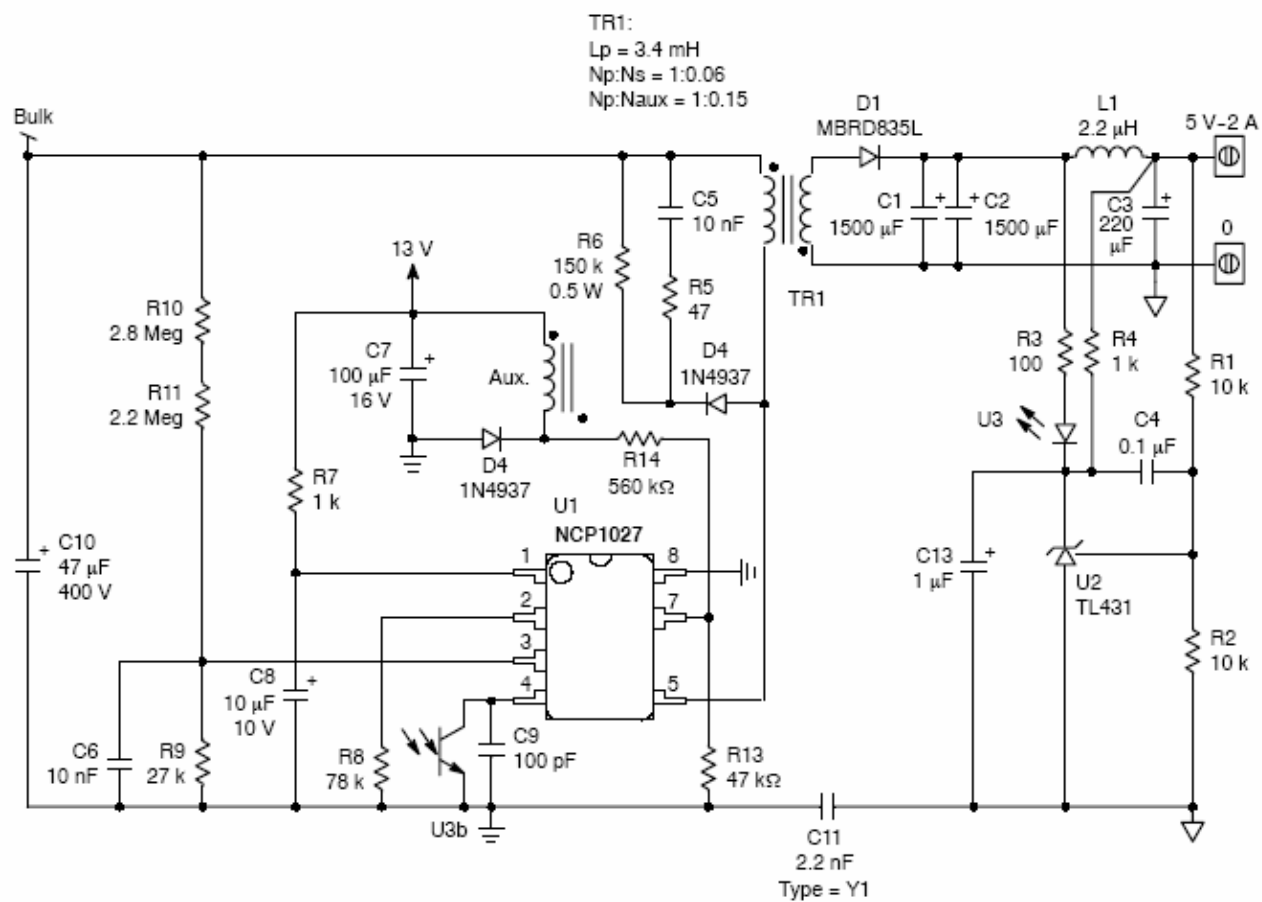 TR1:
Lp = 3.4 mH
Np:Ns = 1:0.06
Np:Naux = 1:0.15
Bulk
D1
MBRD835L
L1
2.2 µH
5 V–2 A
C5
10 nF
C1
1500 µF
C2
1500 µF
C3
220
µF
0
R6
150 k
0.5 W
13 V
TR1
R10
2.8 Meg
R5
47
C7
100 µF
16 V
Aux.
D4
1N4937
R3
100
R4
1 k
R1
10 k
R11
2.2 Meg
U3
C4
0.1 µF
R7
1 k
D4
1N4937
R14
560 kΩ
U1
NCP1027
C10
47 µF
400 V
1
8
C13
1 µF
U2
TL431
2
7
3
R2
10 k
C8
10 µF
10 V
4
5
C6
10 nF
R9
27 k
R8
78 k
C9
100 pF
R13
47 kΩ
U3b
C11
2.2 nF
Type = Y1